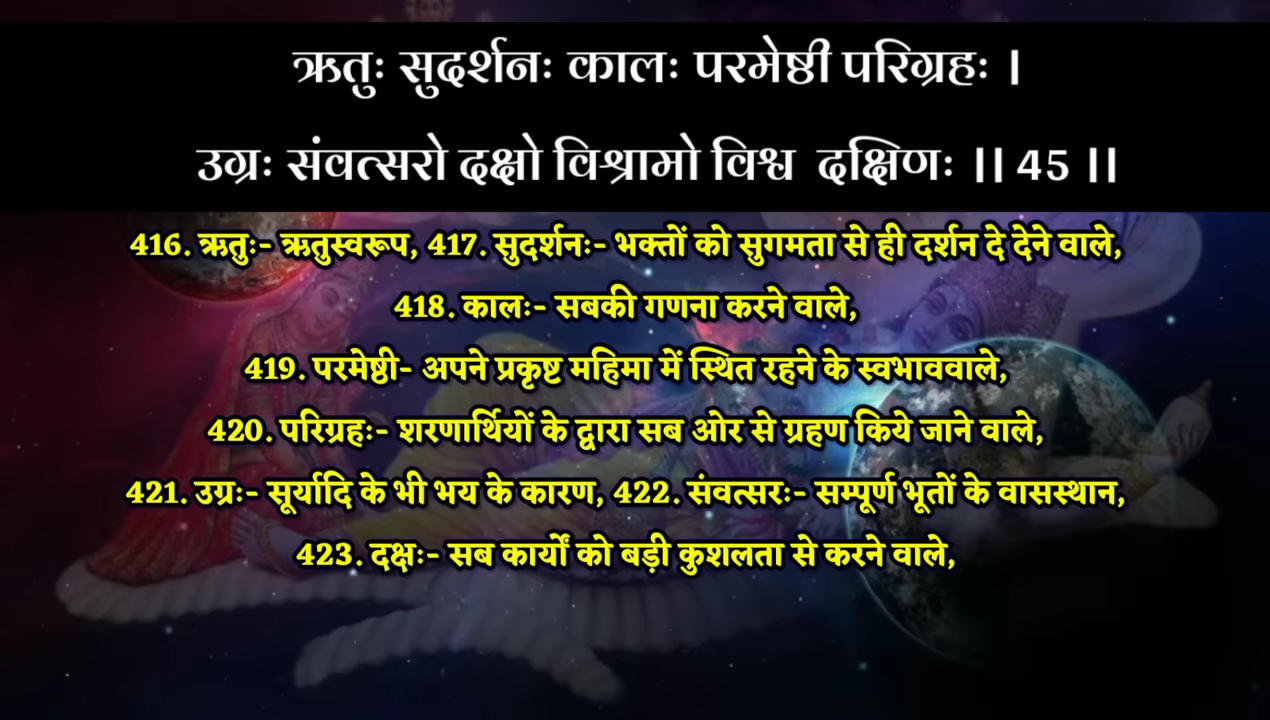 ऋतुः सुदर्शनः कालः परमेष्ठी परिग्रहः ।
उग्रः संवत्सरो दक्षो विश्रामो विश्व दक्षिणः ।। 45 ।।
416. ऋतुः- ऋतुस्वरूप, 417. सुदर्शनः- भक्तों को सुगमता से ही दर्शन दे देने वाले,
418. कालः- सबकी गणना करने वाले,
419. परमेष्ठी- अपने प्रकृष्ट महिमा में स्थित रहने के स्वभाववाले,
420. परिग्रहः- शरणार्थियों के द्वारा सब ओर से ग्रहण किये जाने वाले,
421. उग्रः- सूर्यादि के भी भय के कारण, 422. संवत्सरः- सम्पूर्ण भूतों के वासस्थान,
423. दक्षः- सब कार्यों को बड़ी कुशलता से करने वाले,